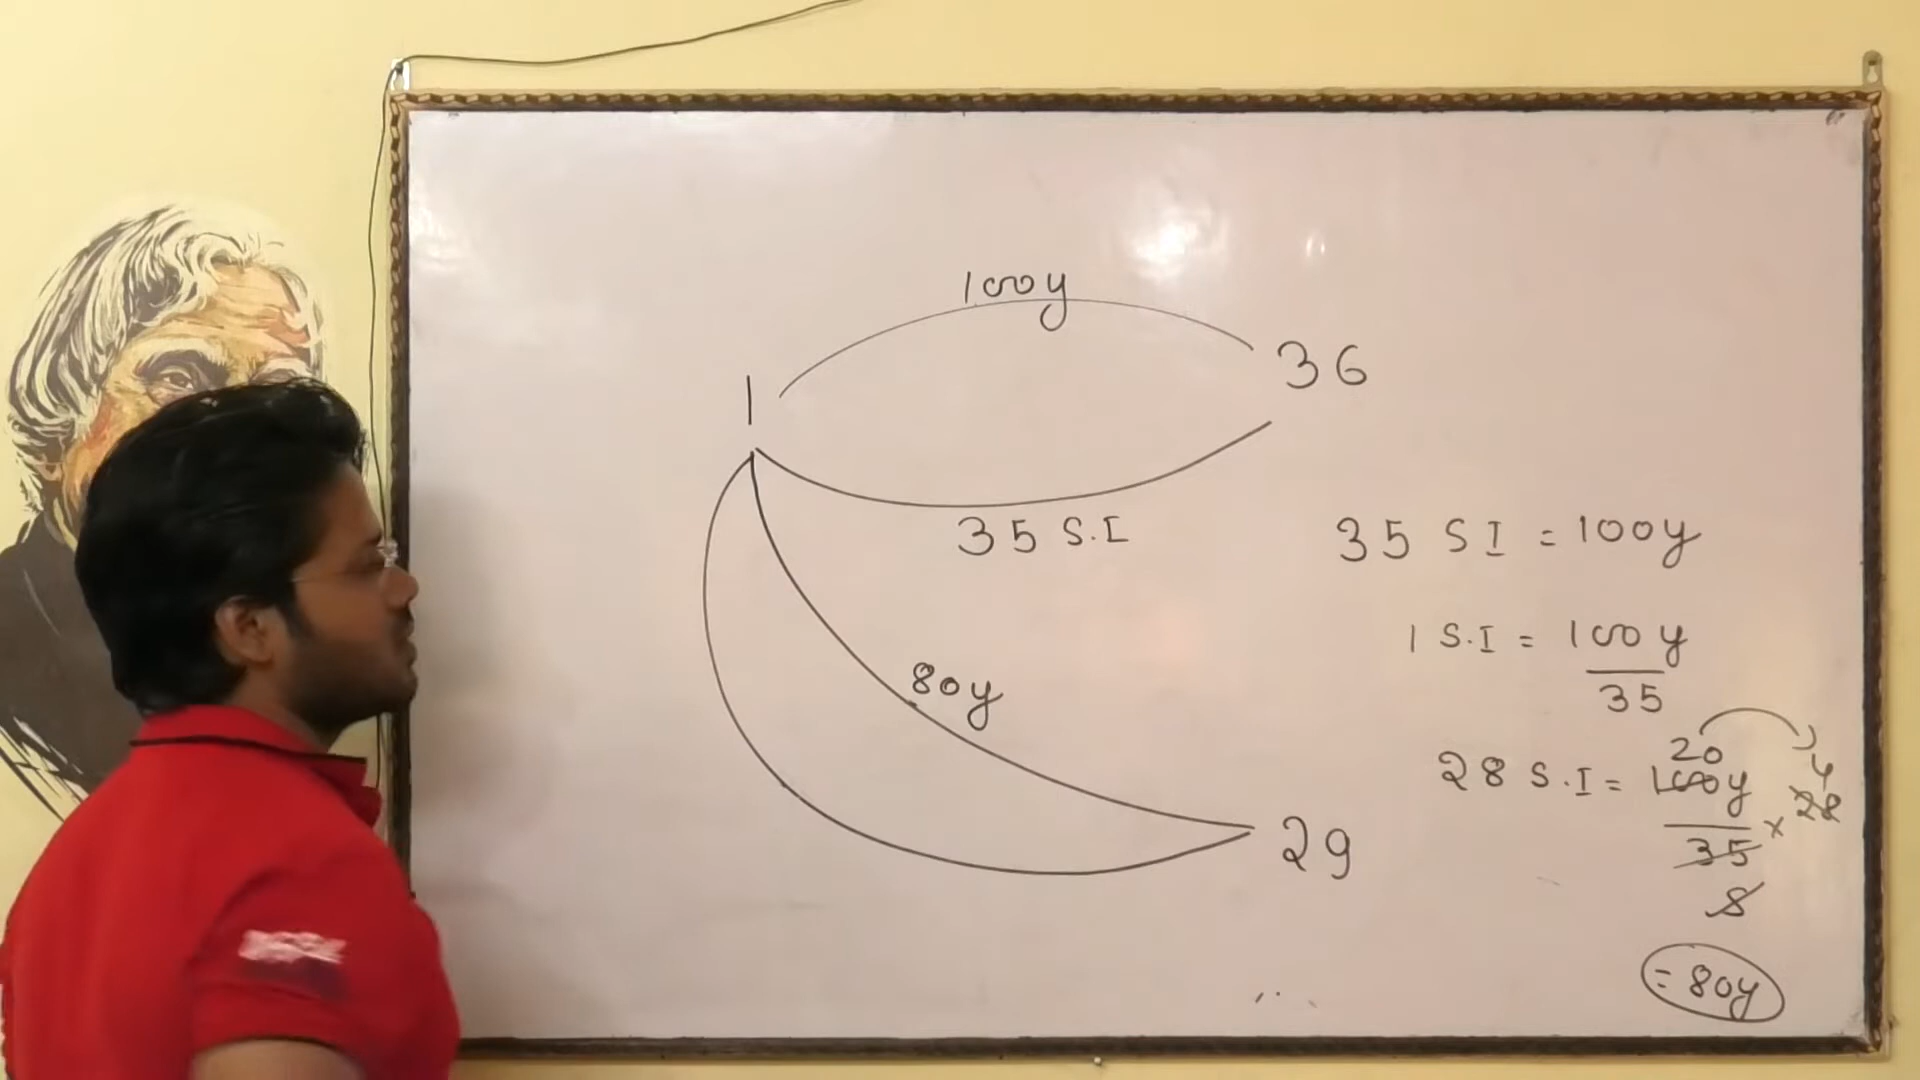 100y
1
36
35 S.I
80y
29
35 SI = 100y
1 S.I = 100y
35
20
4
28 S.I = 100y × 28
35
8
= 80y